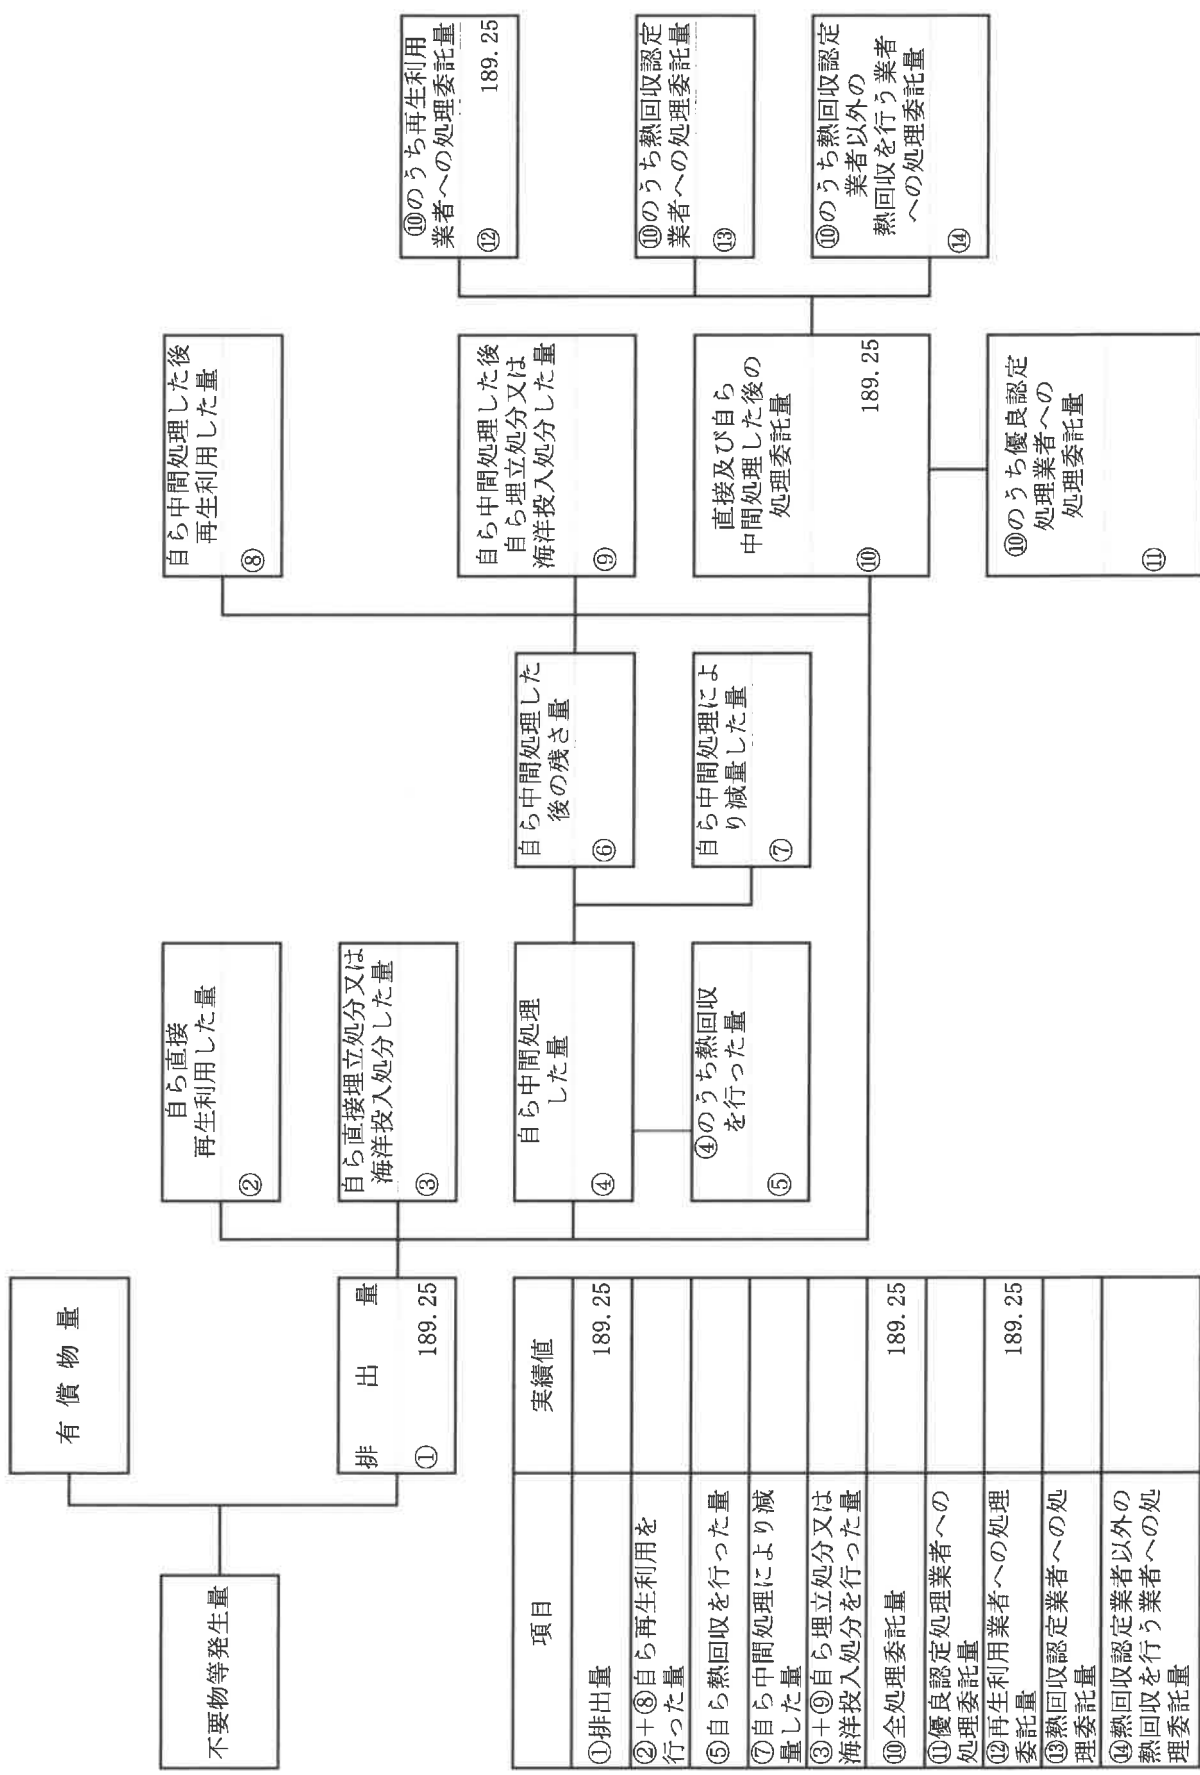 不要物等発生量
有償物量
排出量
① 189.25
自ら直接
再生利用した量
②
自ら直接埋立処分又は
海洋投入処分した量
③
自ら中間処理
した量
④
④のうち熱回収
を行った量
⑤
自ら中間処理した
後の残さ量
⑥
自ら中間処理によ
り減量した量
⑦
自ら中間処理した後
再生利用した量
⑧
自ら中間処理した後
自ら埋立処分又は
海洋投入処分した量
⑨
直接及び自ら
中間処理した後の
処理委託量
⑩ 189.25
⑩のうち優良認定
処理業者への
処理委託量
⑪
⑩のうち再生利用
業者への処理委託量
⑫ 189.25
⑩のうち熱回収認定
業者への処理委託量
⑬
⑩のうち熱回収認定
業者以外の
熱回収を行う業者
への処理委託量
⑭
項目 実績値
①排出量 189.25
②+⑧自ら再生利用を
行った量
⑤自ら熱回収を行った量
⑦自ら中間処理により減
量した量
③+⑨自ら埋立処分又は
海洋投入処分を行った量
⑩全処理委託量 189.25
⑪優良認定処理業者への
処理委託量
⑫再生利用業者への処理
委託量 189.25
⑬熱回収認定業者への処
理委託量
⑭熱回収認定業者以外の
熱回収を行う業者への処
理委託量